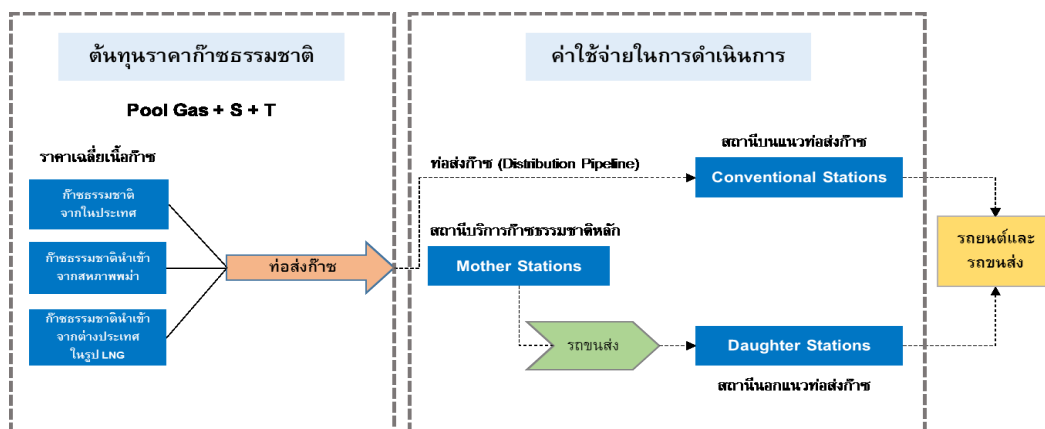 ต้นทุนราคาก๊าซธรรมชาติ
Pool Gas + S + T
ราคาเฉลี่ยเนื้อก๊าซ
ก๊าซธรรมชาติ
จากในประเทศ
ก๊าซธรรมชาตินำเข้า
จากสหภาพพม่า
ก๊าซธรรมชาตินำเข้า
จากต่างประเทศ
ในรูป LNG
ท่อส่งก๊าซ
ค่าใช้จ่ายในการดำเนินการ
ท่อส่งก๊าซ (Distribution Pipeline)
สถานีบนแนวท่อส่งก๊าซ
Conventional Stations
สถานีบริการก๊าซธรรมชาติหลัก
Mother Stations
รถขนส่ง
Daughter Stations
สถานีนอกแนวท่อส่งก๊าซ
รถยนต์และ
รถขนส่ง